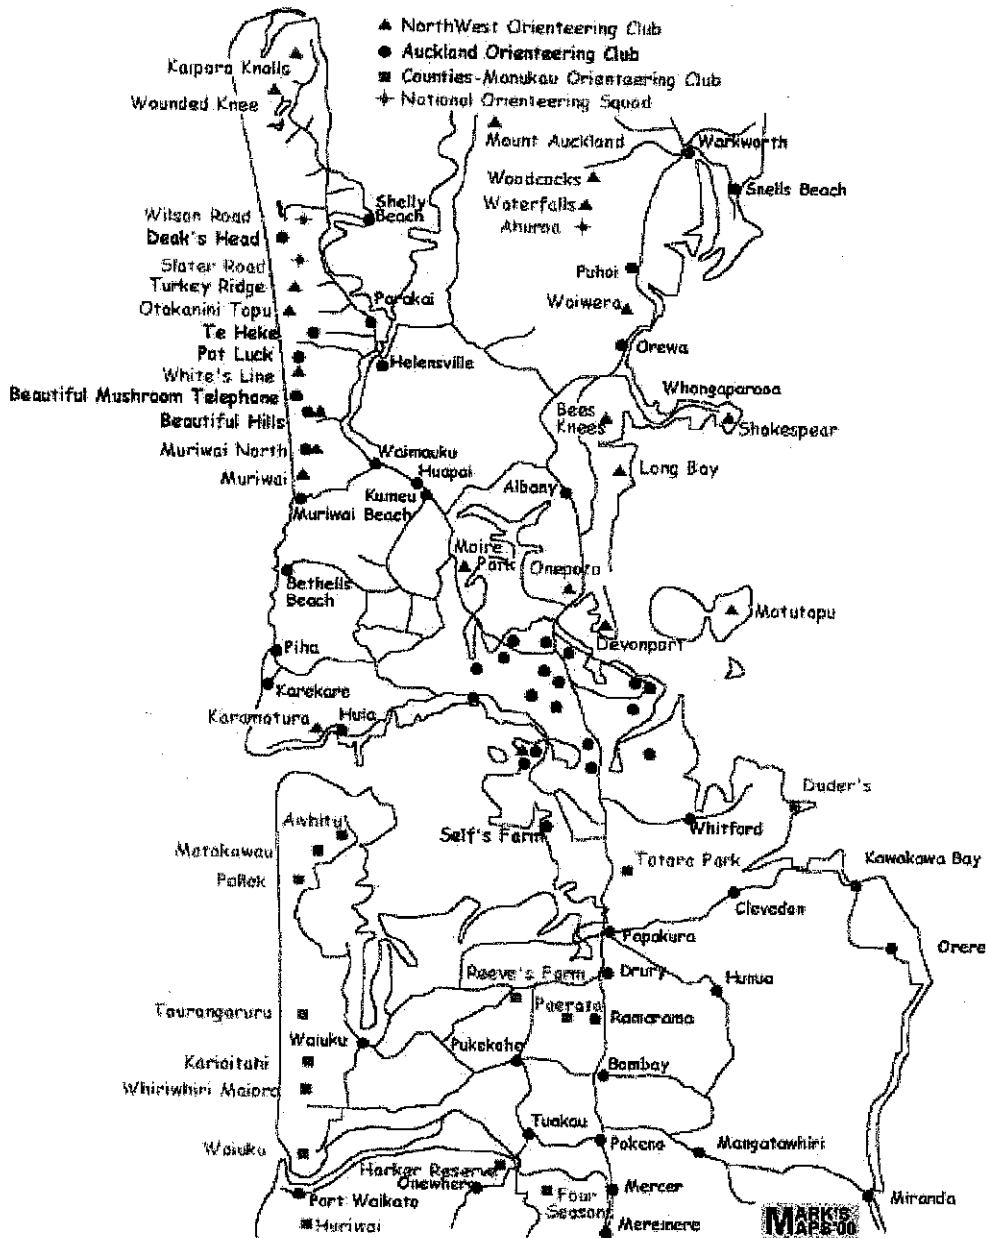 NorthWest Orienteering Club
Auckland Orienteering Club
Counties-Manukau Orienteering Club
National Orienteering Squad
Kaipara Knolls
Wounded Knee
Mount Auckland
Warkworth
Woodcocks
Snells Beach
Waterfalls
Ahuroa
Shelly
Beach
Wilson Road
Deak's Head
Slater Road
Puhoi
Turkey Ridge
Parakai
Waiwera
Otakanini Topu
Te Heke
Orewa
Pot Luck
Helensville
White's Line
Whangaparaoa
Beautiful Mushroom Telephone
Bees
Knees
Shakespear
Beautiful Hills
Muriwai North
Waimauku
Huapai
Long Bay
Muriwai
Kumeu
Albany
Muriwai Beach
Moire
Park
Onepoto
Bethells
Beach
Matutapu
Devonport
Piha
Karekare
Karamatura
Huia
Duder's
Awhitu
Whitford
Self's Farm
Matakawau
Totara Park
Kawakawa Bay
Pollok
Clevedon
Papakura
Orere
Reeve's Farm
Drury
Hunua
Paerata
Taurangaruru
Ramarama
Waiuku
Pukekohe
Karioitahi
Bombay
Whiriwhiri Maioro
Tuakau
Pokeno
Mangatawhiri
Waiuku
Harker Reserve
Onewhero
Four
Seasons
Mercer
Miranda
Port Waikato
Huriwai
Meremere
MARK'S
MAPS'00